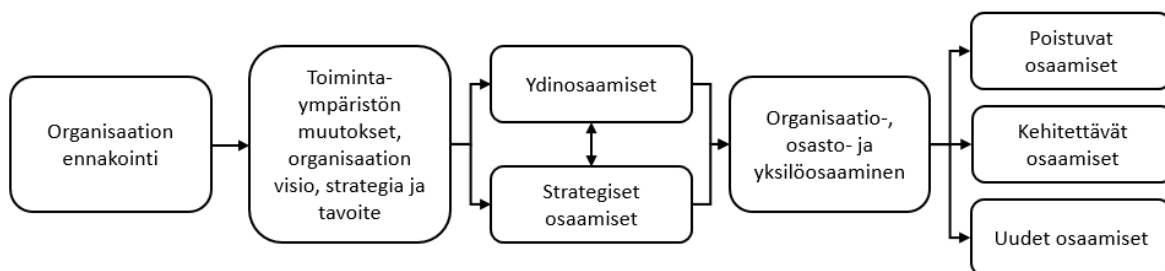 Organisaation
ennakointi
Toiminta-
ympäristön
muutokset,
organisaation
visio, strategia ja
tavoite
Ydinosaamiset
Strategiset
osaamiset
Organisaatio-,
osasto- ja
yksilöosaaminen
Poistuvat
osaamiset
Kehitettävät
osaamiset
Uudet osaamiset